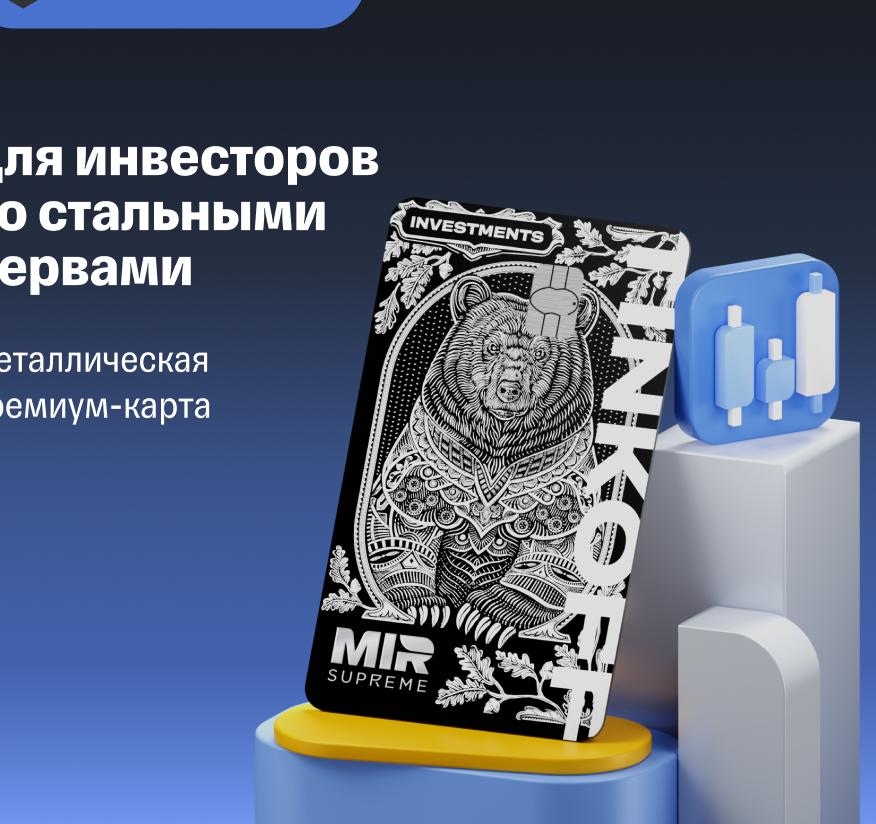 для инвесторов
о стальными
ервами
еталлическая
ремиум-карта
INVESTMENTS
TINKOFF
MIR
SUPREME